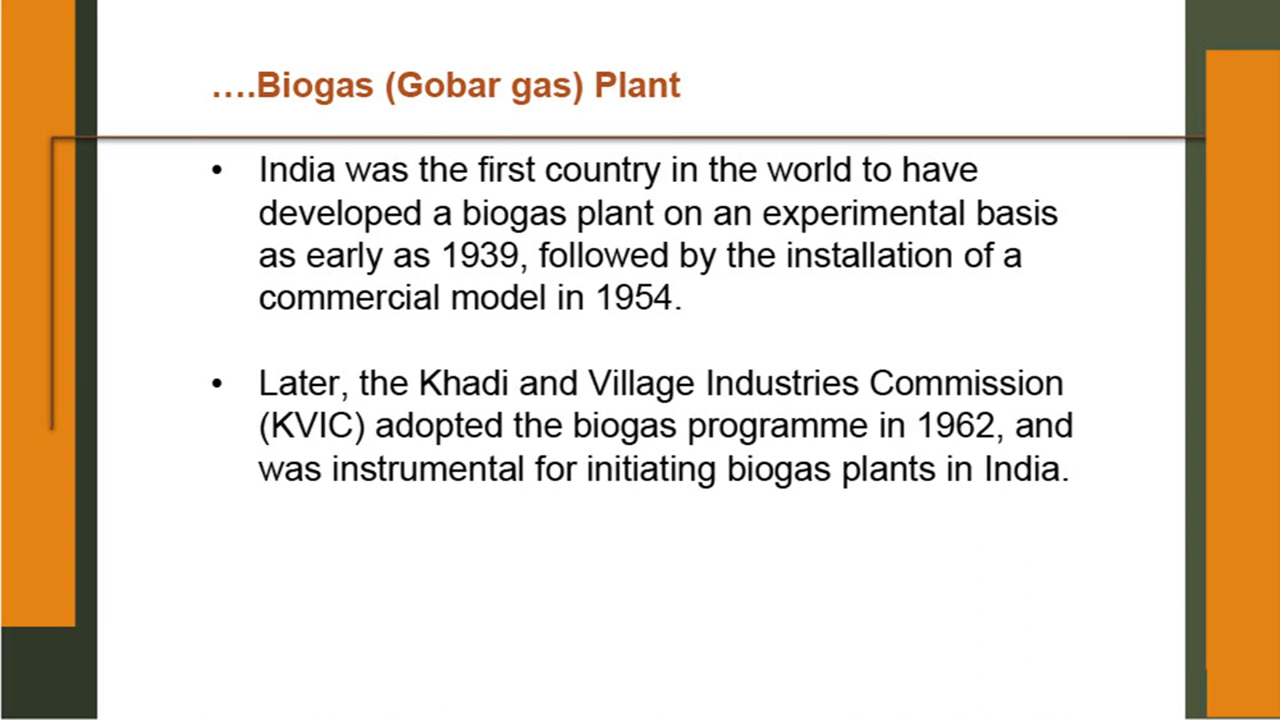 ....Biogas (Gobar gas) Plant
• India was the first country in the world to have
developed a biogas plant on an experimental basis
as early as 1939, followed by the installation of a
commercial model in 1954.
• Later, the Khadi and Village Industries Commission
(KVIC) adopted the biogas programme in 1962, and
was instrumental for initiating biogas plants in India.